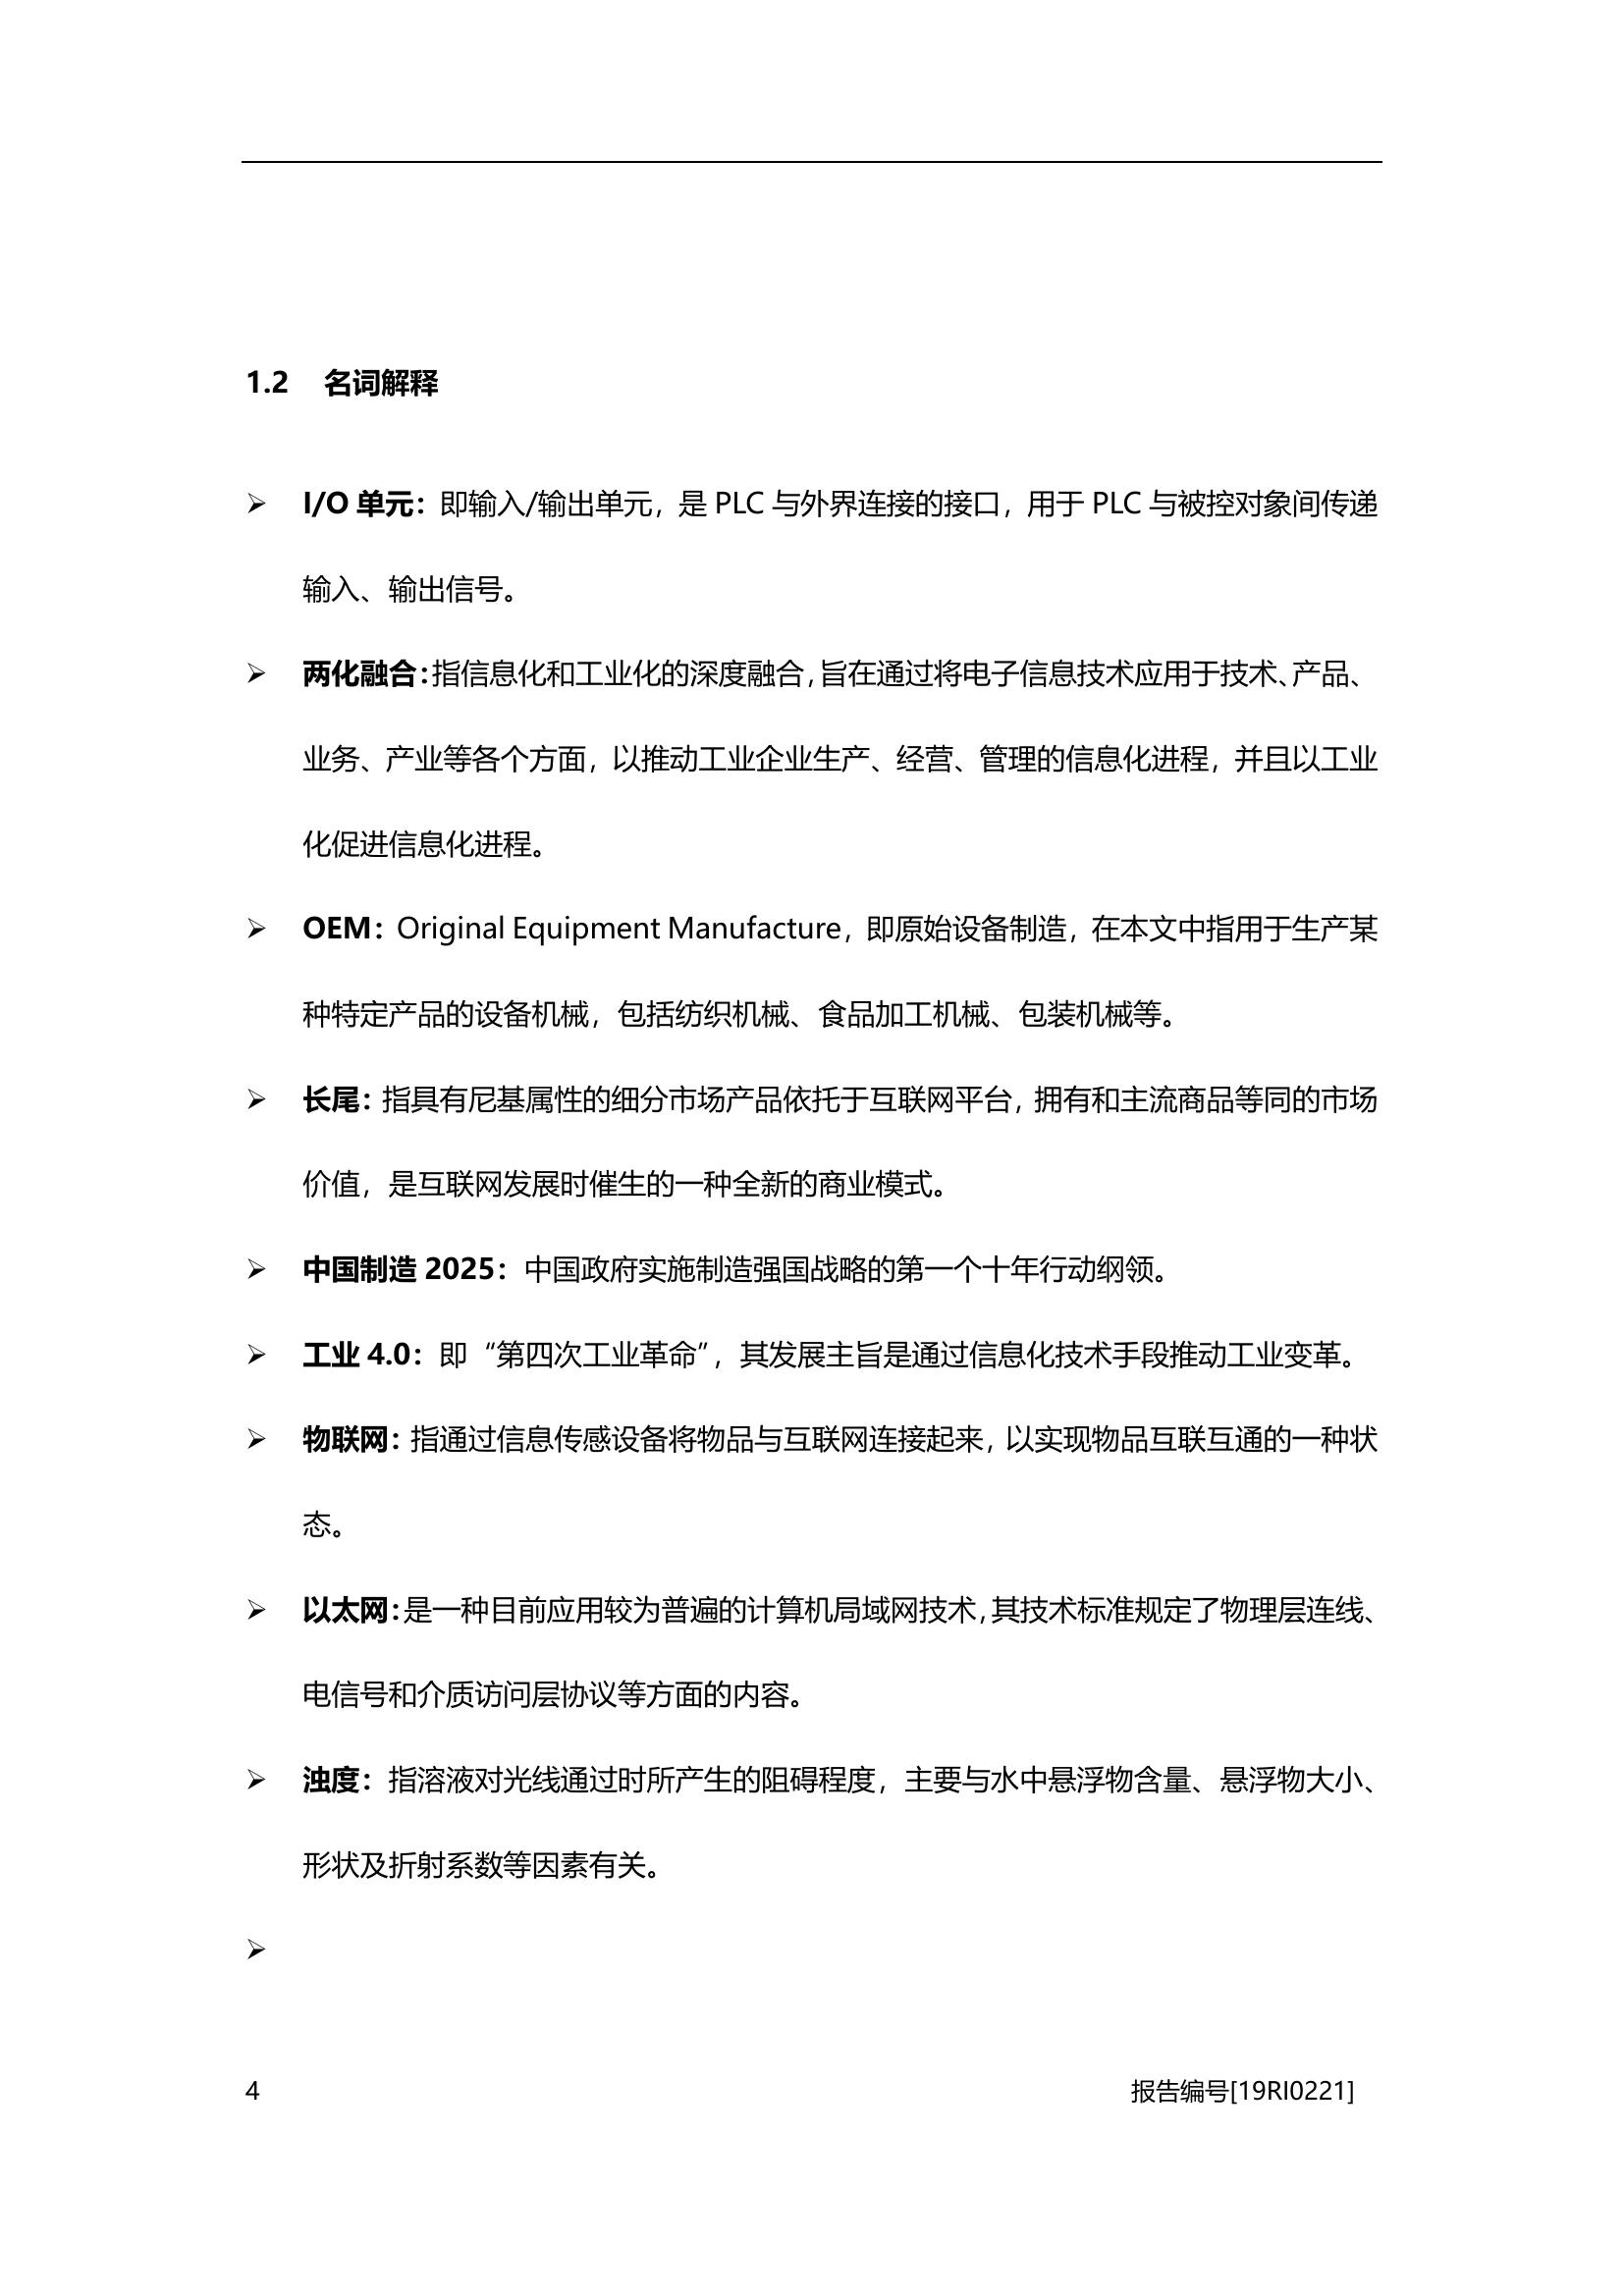 1.2 名词解释
➢ I/O 单元：即输入/输出单元，是 PLC 与外界连接的接口，用于 PLC 与被控对象间传递
输入、输出信号。
➢ 两化融合：指信息化和工业化的深度融合，旨在通过将电子信息技术应用于技术、产品、
业务、产业等各个方面，以推动工业企业生产、经营、管理的信息化进程，并且以工业
化促进信息化进程。
➢ OEM：Original Equipment Manufacture，即原始设备制造，在本文中指用于生产某
种特定产品的设备机械，包括纺织机械、食品加工机械、包装机械等。
➢ 长尾：指具有尼基属性的细分市场产品依托于互联网平台，拥有和主流商品等同的市场
价值，是互联网发展时催生的一种全新的商业模式。
➢ 中国制造 2025：中国政府实施制造强国战略的第一个十年行动纲领。
➢ 工业 4.0：即“第四次工业革命”，其发展主旨是通过信息化技术手段推动工业变革。
➢ 物联网：指通过信息传感设备将物品与互联网连接起来，以实现物品互联互通的一种状
态。
➢ 以太网：是一种目前应用较为普遍的计算机局域网技术，其技术标准规定了物理层连线、
电信号和介质访问层协议等方面的内容。
➢ 浊度：指溶液对光线通过时所产生的阻碍程度，主要与水中悬浮物含量、悬浮物大小、
形状及折射系数等因素有关。
➢
4 报告编号[19RI0221]